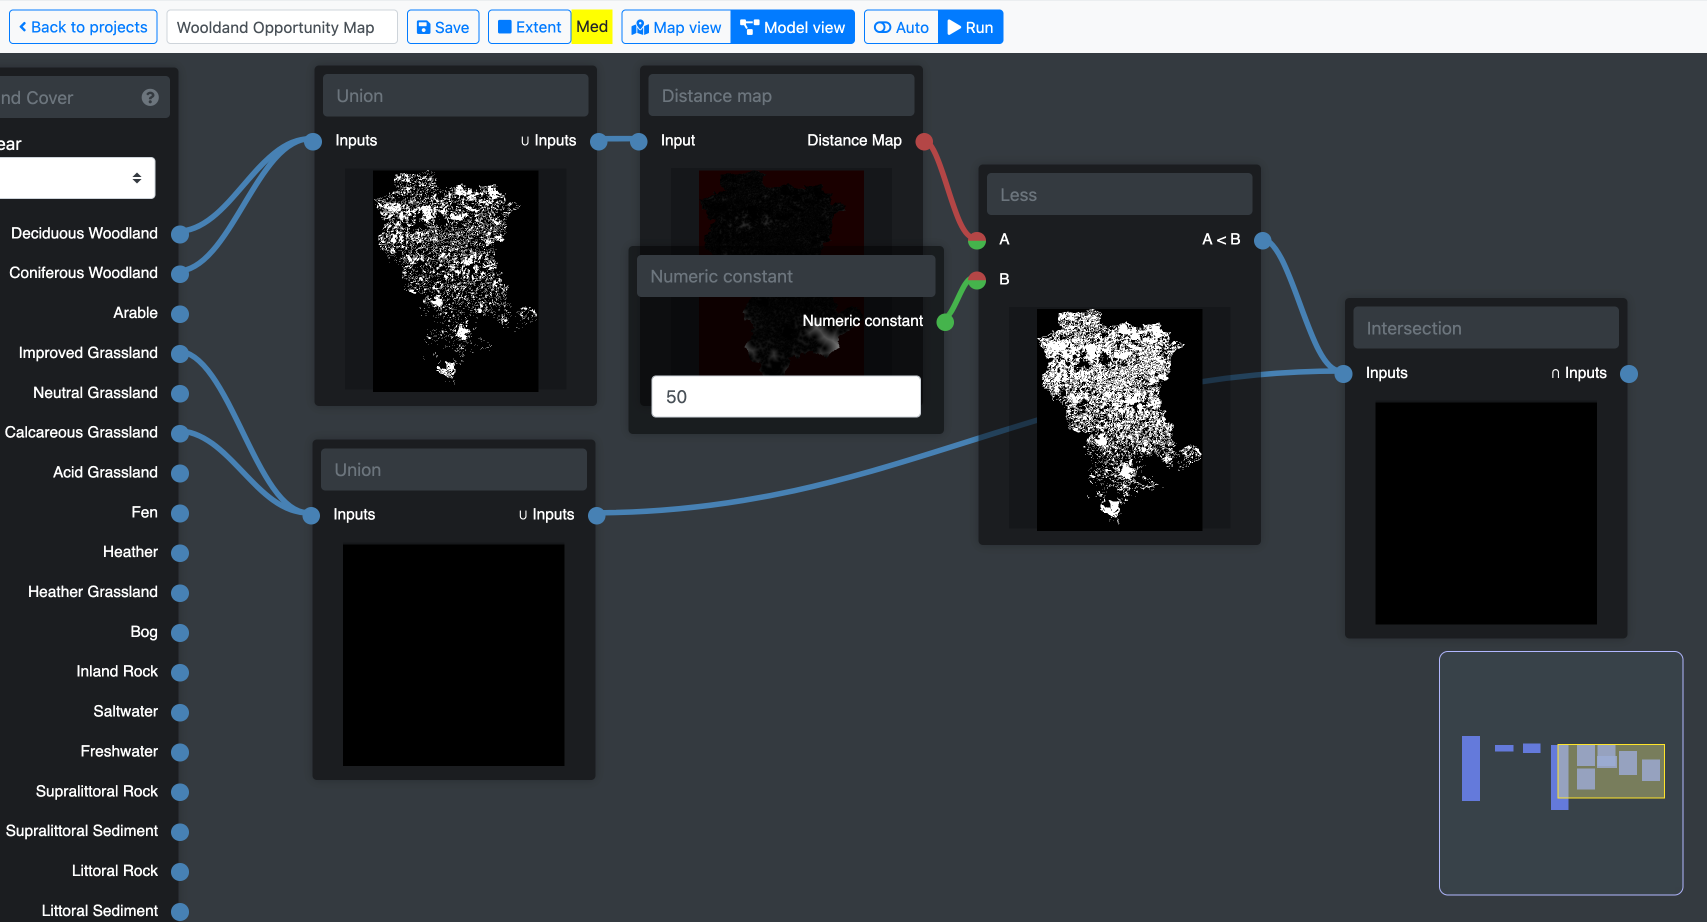 Back to projects
Wooldand Opportunity Map
Save
Extent
Med
Map view
Model view
Auto
Run
nd Cover
ear
Deciduous Woodland
Coniferous Woodland
Arable
Improved Grassland
Neutral Grassland
Calcareous Grassland
Acid Grassland
Fen
Heather
Heather Grassland
Bog
Inland Rock
Saltwater
Freshwater
Supralittoral Rock
Supralittoral Sediment
Littoral Rock
Littoral Sediment
Union
Inputs
∪ Inputs
Union
Inputs
∪ Inputs
Distance map
Input
Distance Map
Numeric constant
Numeric constant
50
Less
A
A < B
B
Intersection
Inputs
∩ Inputs